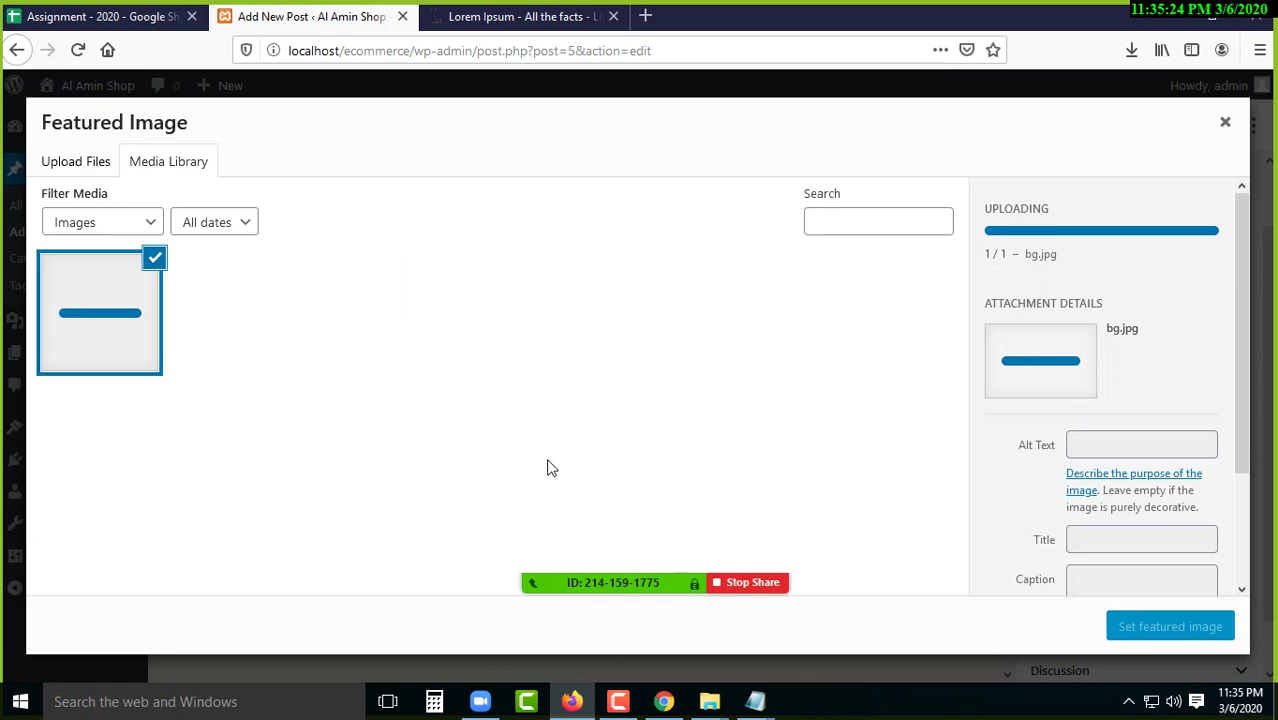 Assignment - 2020 - Google Sh
Add New Post ‹ Al Amin Shop -
Lorem Ipsum - All the facts - Li
11:35:24 PM 3/6/2020
localhost/ecommerce/wp-admin/post.php?post=5&action=edit
Al Amin Shop
0
New
Howdy, admin
Featured Image
Upload Files
Media Library
Filter Media
Images
All dates
Search
UPLOADING
1 / 1 – bg.jpg
ATTACHMENT DETAILS
bg.jpg
Alt Text
Describe the purpose of the
image. Leave empty if the
image is purely decorative.
Title
Caption
All
Ad
Cat
Tag
ID: 214-159-1775
Stop Share
Set featured image
Discussion
Search the web and Windows
11:35 PM
3/6/2020